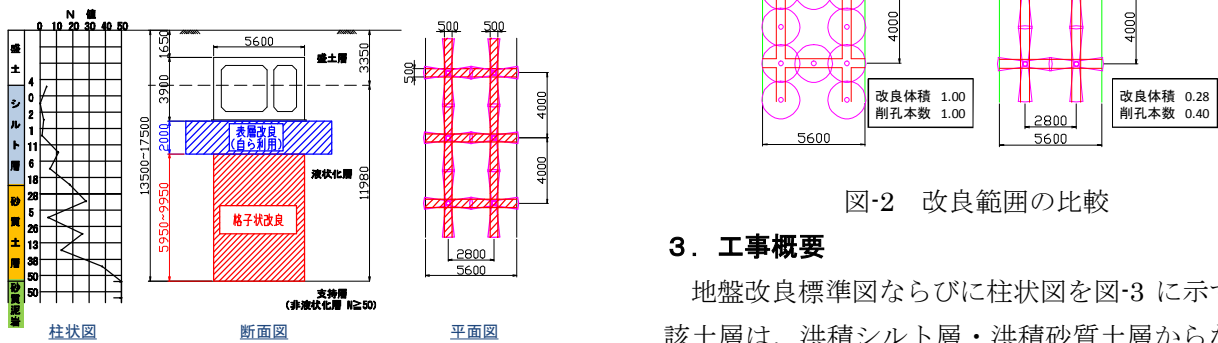 N 値
0 10 20 30 40 50
盛土
シルト層
砂質土層
砂質泥岩
4
0
2
1
11
6
18
28
5
26
13
38
50
50
柱状図
1650
5600
3350
盛土層
3900
2000
表層改良
(自ら利用)
13500~17500
液状化層
11980
5950~9950
格子状改良
支持層
(非液状化層 N≧50)
断面図
500 500
500
4000
4000
2800
5600
平面図
4000
改良体積 1.00
削孔本数 1.00
5600
4000
改良体積 0.28
削孔本数 0.40
2800
5600
図-2 改良範囲の比較
3．工事概要
地盤改良標準図ならびに柱状図を図-3 に示
該土層は、洪積シルト層・洪積砂質土層から